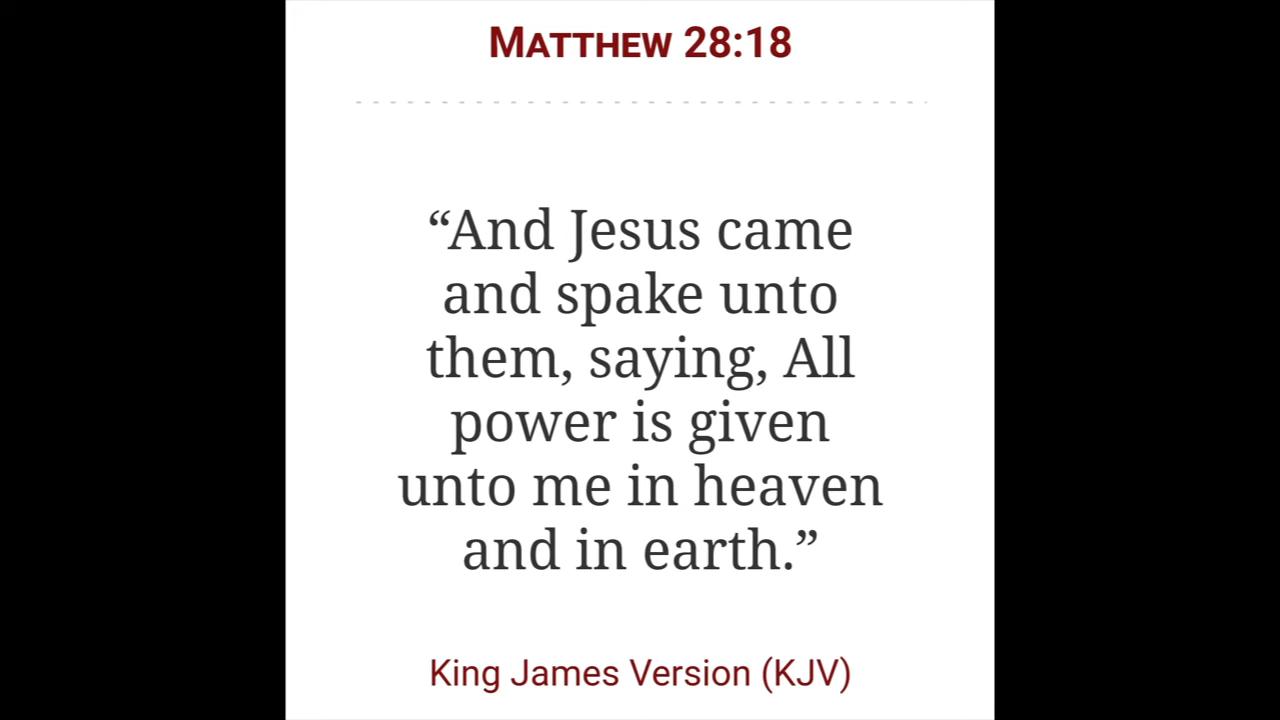 MATTHEW 28:18
“And Jesus came
and spake unto
them, saying, All
power is given
unto me in heaven
and in earth.”
King James Version (KJV)